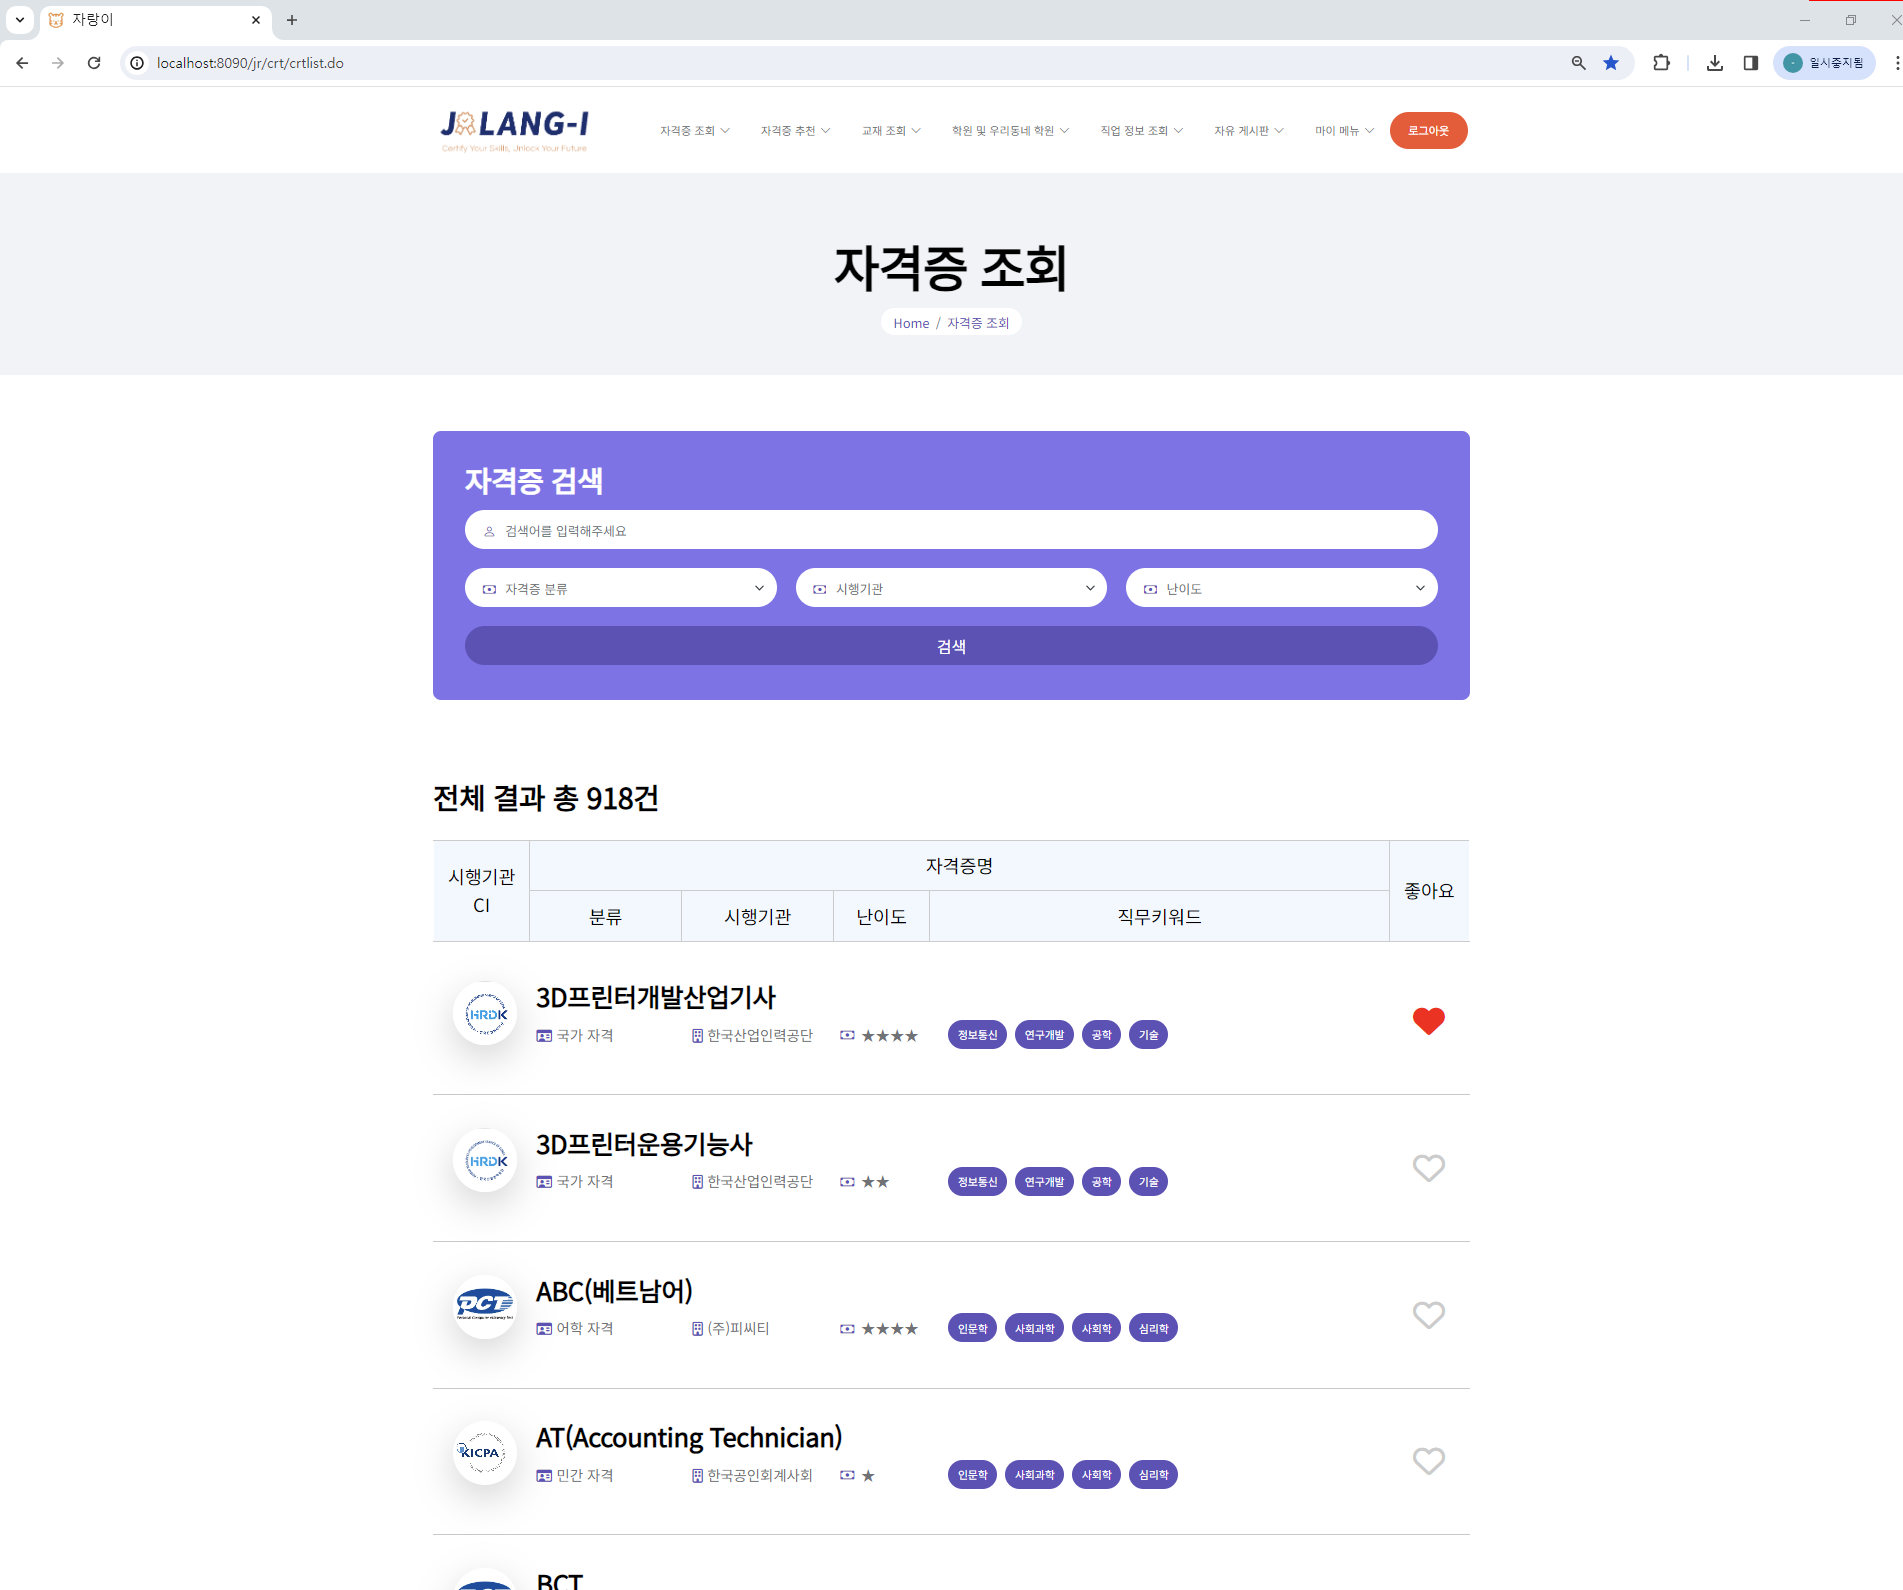 자랑이
localhost:8090/jr/crt/crtlist.do
일시중지됨
JALANG-I
Certify Your Skills, Unlock Your Future
자격증 조회
자격증 추천
교재 조회
학원 및 우리동네 학원
직업 정보 조회
자유 게시판
마이 메뉴
로그아웃
자격증 조회
Home / 자격증 조회
자격증 검색
검색어를 입력해주세요
자격증 분류
시행기관
난이도
검색
전체 결과 총 918건
시행기관
CI
자격증명
좋아요
분류
시행기관
난이도
직무키워드
HRDK
3D프린터개발산업기사
국가 자격
한국산업인력공단
★★★★
정보통신 연구개발 공학 기술
HRDK
3D프린터운용기능사
국가 자격
한국산업인력공단
★★
정보통신 연구개발 공학 기술
PCT
ABC(베트남어)
어학 자격
(주)피씨티
★★★★
인문학 사회과학 사회학 심리학
KICPA
AT(Accounting Technician)
민간 자격
한국공인회계사회
★
인문학 사회과학 사회학 심리학
BCT